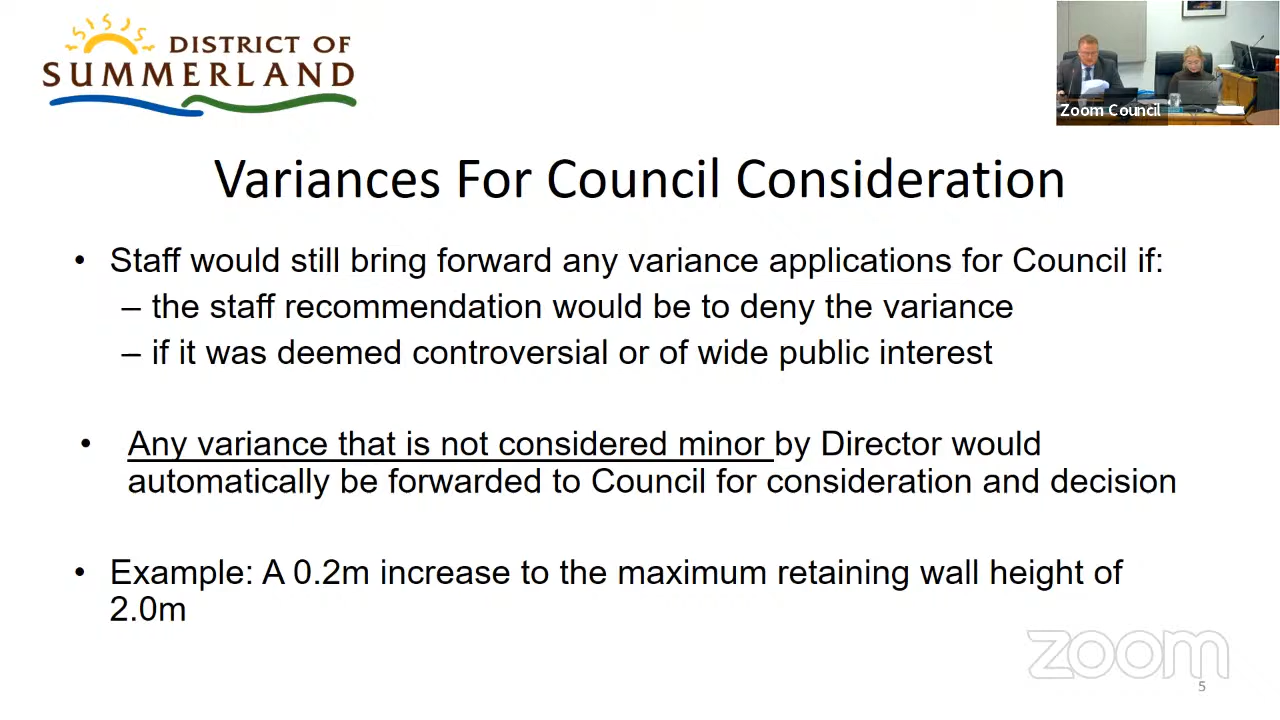 DISTRICT OF
SUMMERLAND
Zoom Council
Variances For Council Consideration
• Staff would still bring forward any variance applications for Council if:
– the staff recommendation would be to deny the variance
– if it was deemed controversial or of wide public interest
• Any variance that is not considered minor by Director would
automatically be forwarded to Council for consideration and decision
• Example: A 0.2m increase to the maximum retaining wall height of
2.0m
zoom
5